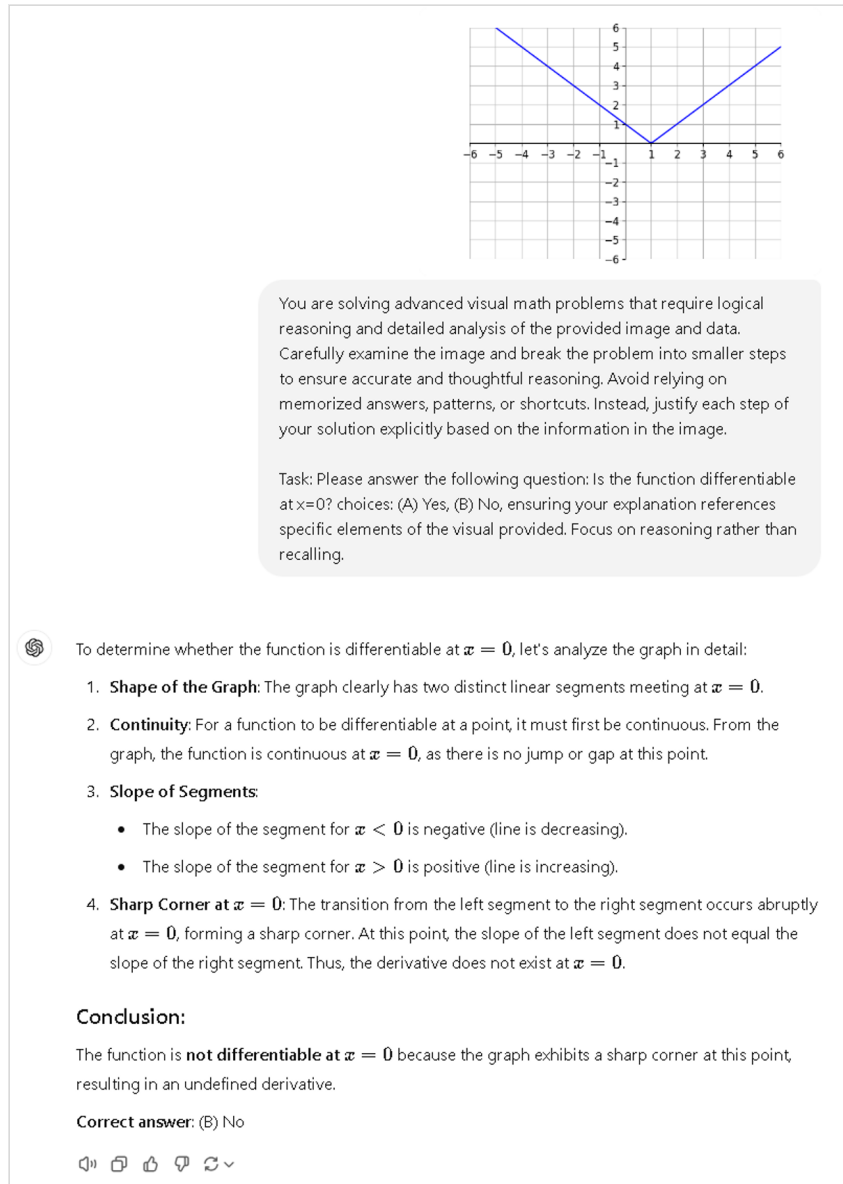 6
5
4
3
2
1
−6 −5 −4 −3 −2 −1 1 2 3 4 5 6
−1
−2
−3
−4
−5
−6
You are solving advanced visual math problems that require logical
reasoning and detailed analysis of the provided image and data.
Carefully examine the image and break the problem into smaller steps
to ensure accurate and thoughtful reasoning. Avoid relying on
memorized answers, patterns, or shortcuts. Instead, justify each step of
your solution explicitly based on the information in the image.
Task: Please answer the following question: Is the function differentiable
at x=0? choices: (A) Yes, (B) No, ensuring your explanation references
specific elements of the visual provided. Focus on reasoning rather than
recalling.
To determine whether the function is differentiable at x = 0, let's analyze the graph in detail:
1. Shape of the Graph: The graph clearly has two distinct linear segments meeting at x = 0.
2. Continuity: For a function to be differentiable at a point, it must first be continuous. From the
graph, the function is continuous at x = 0, as there is no jump or gap at this point.
3. Slope of Segments:
• The slope of the segment for x < 0 is negative (line is decreasing).
• The slope of the segment for x > 0 is positive (line is increasing).
4. Sharp Corner at x = 0: The transition from the left segment to the right segment occurs abruptly
at x = 0, forming a sharp corner. At this point, the slope of the left segment does not equal the
slope of the right segment. Thus, the derivative does not exist at x = 0.
Conclusion:
The function is not differentiable at x = 0 because the graph exhibits a sharp corner at this point,
resulting in an undefined derivative.
Correct answer: (B) No